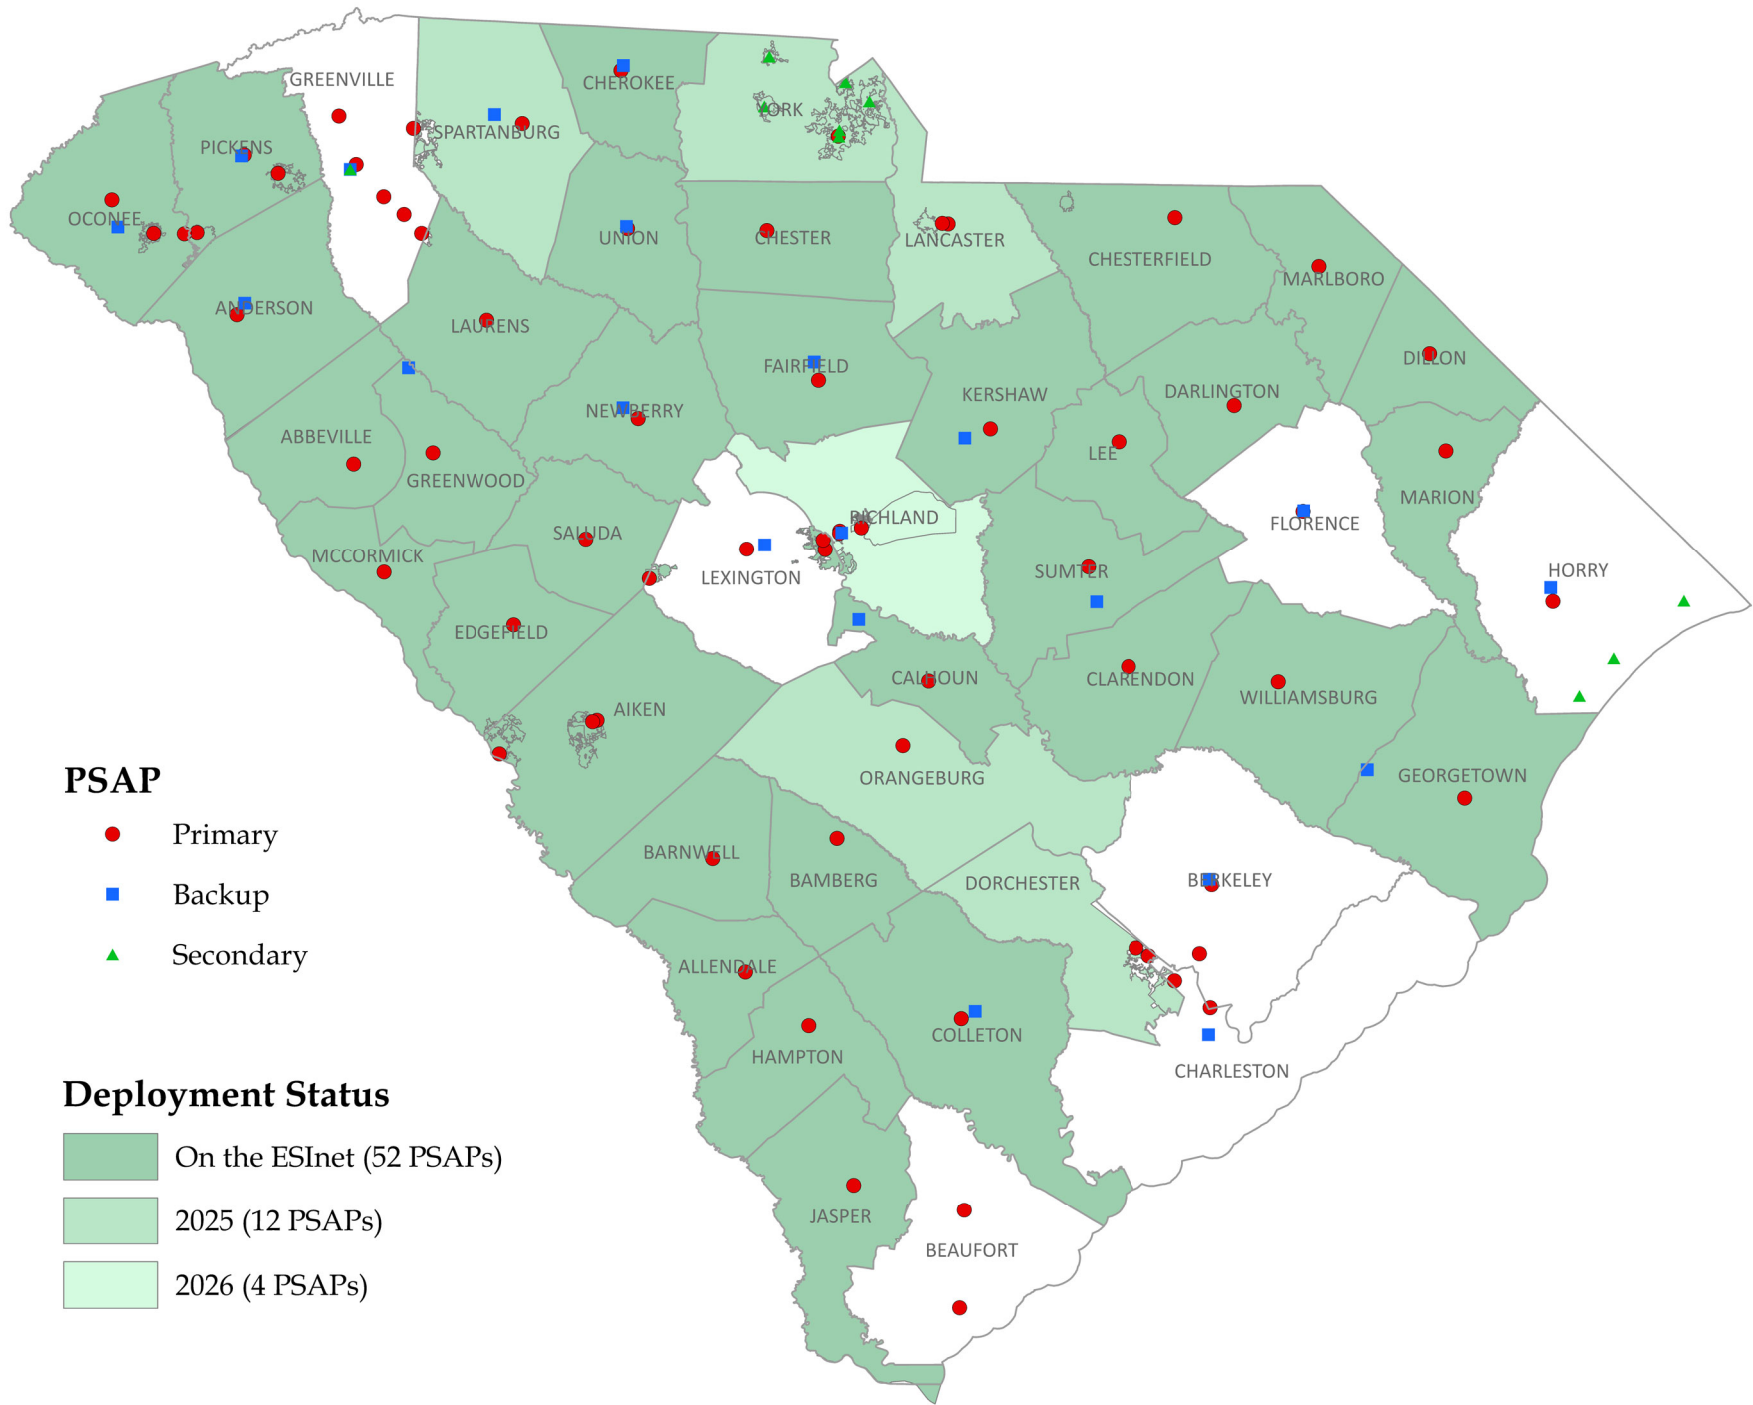 GREENVILLE
CHEROKEE
YORK
SPARTANBURG
PICKENS
OCONEE
UNION
CHESTER
LANCASTER
CHESTERFIELD
MARLBORO
ANDERSON
LAURENS
FAIRFIELD
DILLON
KERSHAW
DARLINGTON
NEWBERRY
ABBEVILLE
LEE
GREENWOOD
MARION
RICHLAND
FLORENCE
SALUDA
MCCORMICK
LEXINGTON
SUMTER
HORRY
EDGEFIELD
CALHOUN
CLARENDON
WILLIAMSBURG
AIKEN
ORANGEBURG
GEORGETOWN
PSAP
Primary
BARNWELL
BAMBERG
DORCHESTER
BERKELEY
Backup
Secondary
ALLENDALE
COLLETON
HAMPTON
CHARLESTON
Deployment Status
On the ESInet (52 PSAPs)
2025 (12 PSAPs)
2026 (4 PSAPs)
JASPER
BEAUFORT